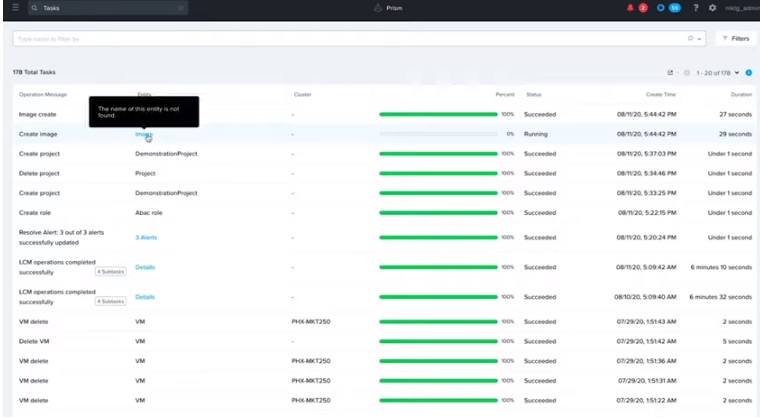 Tasks
Prism
2
56
?
mktg_admin
Type name to filter by
Filters
178 Total Tasks
1 - 20 of 178
Operation Message Entity Cluster Percent Status Create Time Duration
The name of this entity is not
found.
Image create - 100% Succeeded 08/11/20, 5:44:42 PM 27 seconds
Create image Image - 0% Running 08/11/20, 5:44:42 PM 29 seconds
Create project DemonstrationProject - 100% Succeeded 08/11/20, 5:37:03 PM Under 1 second
Delete project Project - 100% Succeeded 08/11/20, 5:34:46 PM Under 1 second
Create project DemonstrationProject - 100% Succeeded 08/11/20, 5:33:25 PM Under 1 second
Create role Abac role - 100% Succeeded 08/11/20, 5:22:15 PM Under 1 second
Resolve Alert: 3 out of 3 alerts
successfully updated
3 Alerts - 100% Succeeded 08/11/20, 5:20:24 PM Under 1 second
LCM operations completed
successfully 4 Subtasks
Details - 100% Succeeded 08/11/20, 5:09:42 AM 6 minutes 10 seconds
LCM operations completed
successfully 4 Subtasks
Details - 100% Succeeded 08/10/20, 5:09:40 AM 6 minutes 32 seconds
VM delete VM PHX-MKT250 100% Succeeded 07/29/20, 1:51:43 AM 2 seconds
Delete VM VM - 100% Succeeded 07/29/20, 1:51:42 AM 5 seconds
VM delete VM PHX-MKT250 100% Succeeded 07/29/20, 1:51:36 AM 2 seconds
VM delete VM PHX-MKT250 100% Succeeded 07/29/20, 1:51:31 AM 2 seconds
VM delete VM PHX-MKT250 100% Succeeded 07/29/20, 1:51:22 AM 2 seconds